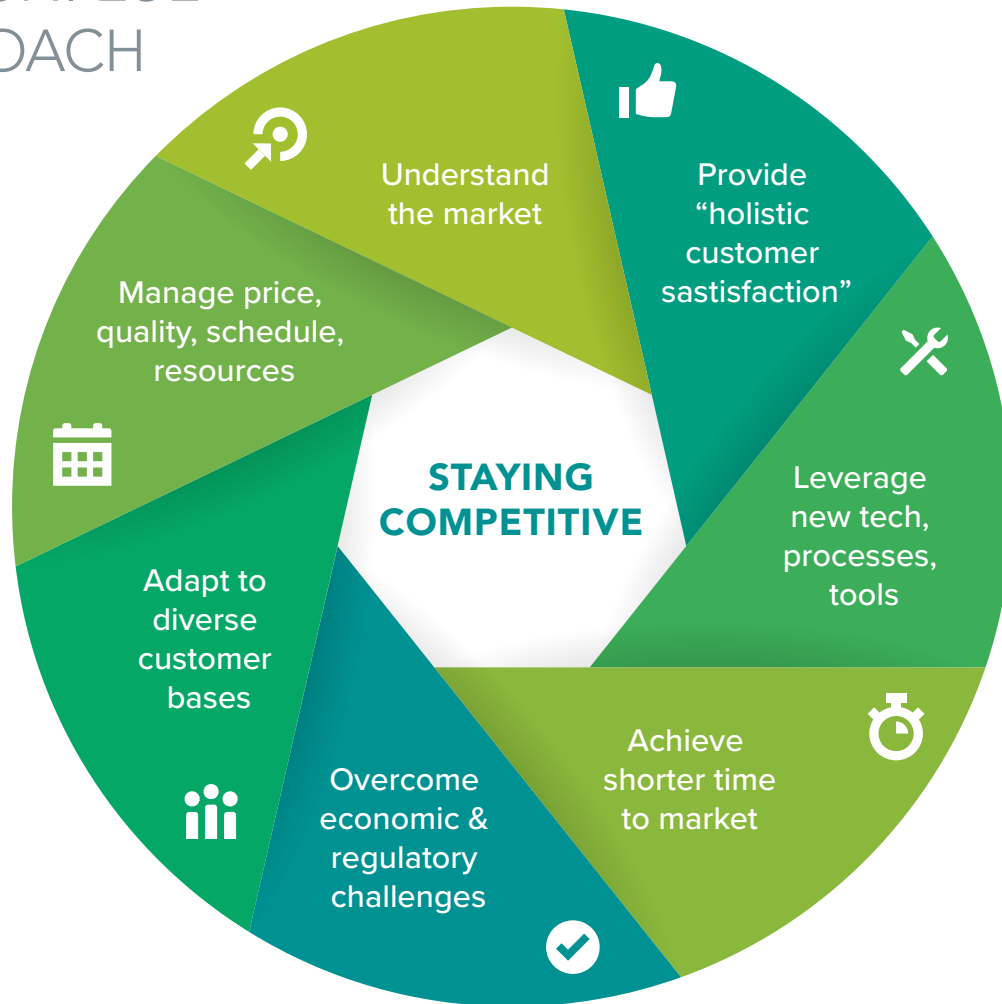 OACH
Understand
the market
Provide
“holistic
customer
sastisfaction”
Leverage
new tech,
processes,
tools
Achieve
shorter time
to market
Overcome
economic &
regulatory
challenges
Adapt to
diverse
customer
bases
Manage price,
quality, schedule,
resources
STAYING
COMPETITIVE